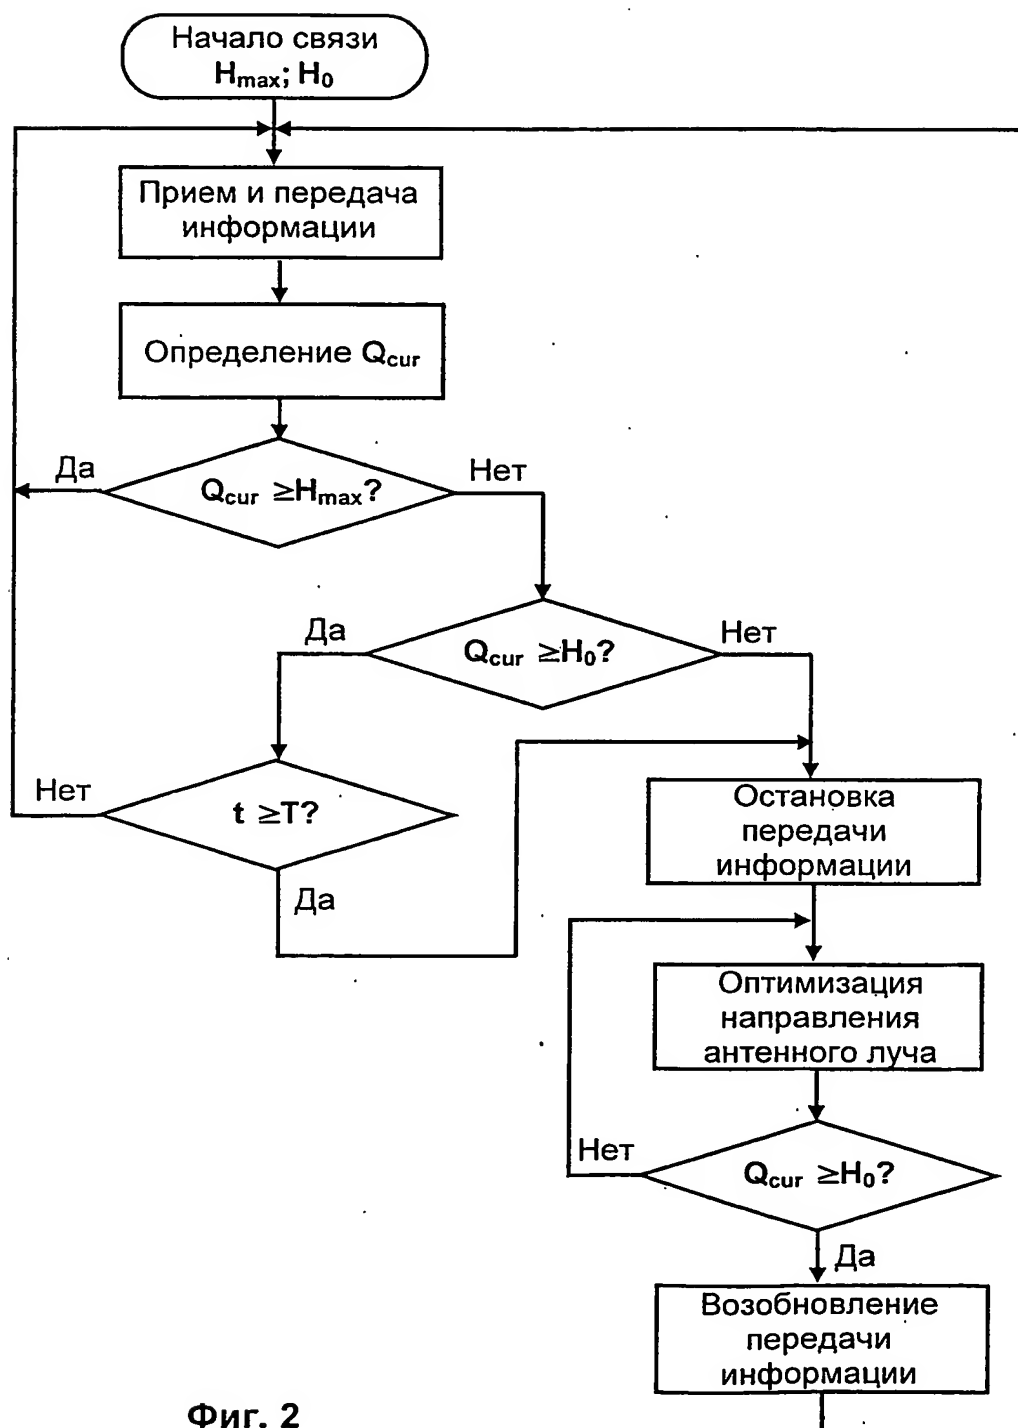 Начало связи
Hmax; H0
Прием и передача
информации
Определение Qcur
Да
Qcur ≥Hmax?
Нет
Да
Qcur ≥H0?
Нет
Нет
t ≥T?
Да
Остановка
передачи
информации
Оптимизация
направления
антенного луча
Нет
Qcur ≥H0?
Да
Возобновление
передачи
информации
Фиг. 2